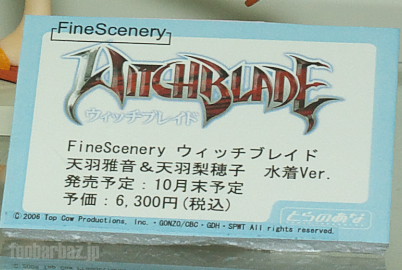 FineScenery
WITCHBLADE
ウィッチブレイド
FineScenery ウィッチブレイド
天羽雅音&天羽梨穂子 水着Ver.
発売予定:10月末予定
予価:6,300円(税込)
© 2006 Top Cow Productions, Inc. ・GONZO/CBC・GDH・SPWT All rights reserved.
とらのあな
foobarbaz.jp